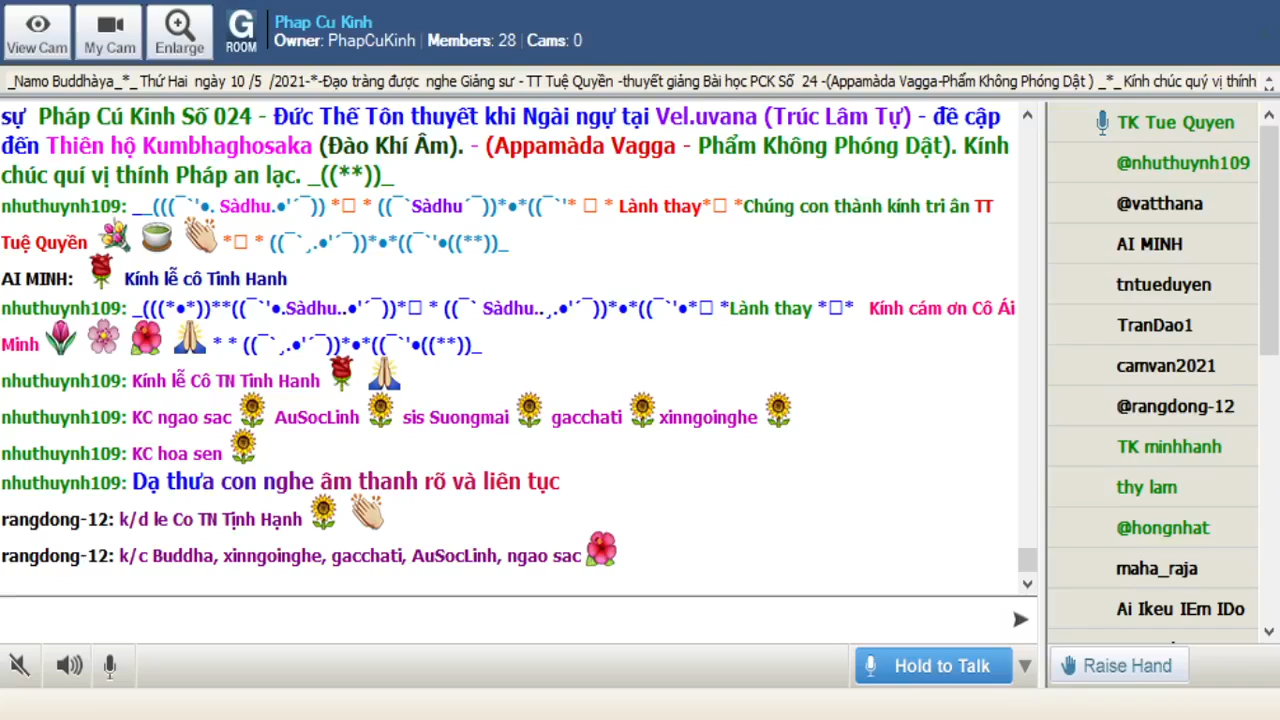 View Cam
My Cam
Enlarge
G
ROOM
Phap Cu Kinh
Owner: PhapCuKinh | Members: 28 | Cams: 0
_Namo Buddhàya_*_ Thứ Hai ngày 10 /5 /2021-*-Đạo tràng được nghe Giảng sư - TT Tuệ Quyền -thuyết giảng Bài học PCK Số 24 -(Appamàda Vagga-Phẩm Không Phóng Dật ) _*_Kính chúc quý vị thính
sự Pháp Cú Kinh Số 024 - Đức Thế Tôn thuyết khi Ngài ngự tại Vel.uvana (Trúc Lâm Tự) - đề cập
đến Thiên hộ Kumbhaghosaka (Đào Khí Âm). - (Appamàda Vagga - Phẩm Không Phóng Dật). Kính
chúc quí vị thính Pháp an lạc. _((**))_
nhuthuynh109: __(((¯`'•. Sàdhu.•'´¯)) *□ * ((¯`Sàdhu´¯))*•*((¯`'* □ * Lành thay*□ *Chúng con thành kính tri ân TT
Tuệ Quyền *□ * ((¯`¸.•'´¯))*•*((¯`'•((**))_
AI MINH: Kính lễ cô Tinh Hanh
nhuthuynh109: _(((*•*))**((¯`'•.Sàdhu..•'´¯))*□ * ((¯` Sàdhu..¸.•'´¯))*•*((¯`'•*□ *Lành thay *□* Kính cám ơn Cô Ái
Minh * * ((¯`¸.•'´¯))*•*((¯`'•((**))_
nhuthuynh109: Kính lễ Cô TN Tinh Hanh
nhuthuynh109: KC ngao sac AuSocLinh sis Suongmai gacchati xinngoinghe
nhuthuynh109: KC hoa sen
nhuthuynh109: Dạ thưa con nghe âm thanh rõ và liên tục
rangdong-12: k/d le Co TN Tịnh Hạnh
rangdong-12: k/c Buddha, xinngoinghe, gacchati, AuSocLinh, ngao sac
TK Tue Quyen
@nhuthuynh109
@vatthana
AI MINH
tntueduyen
TranDao1
camvan2021
@rangdong-12
TK minhhanh
thy lam
@hongnhat
maha_raja
Ai Ikeu IEm IDo
Hold to Talk
Raise Hand